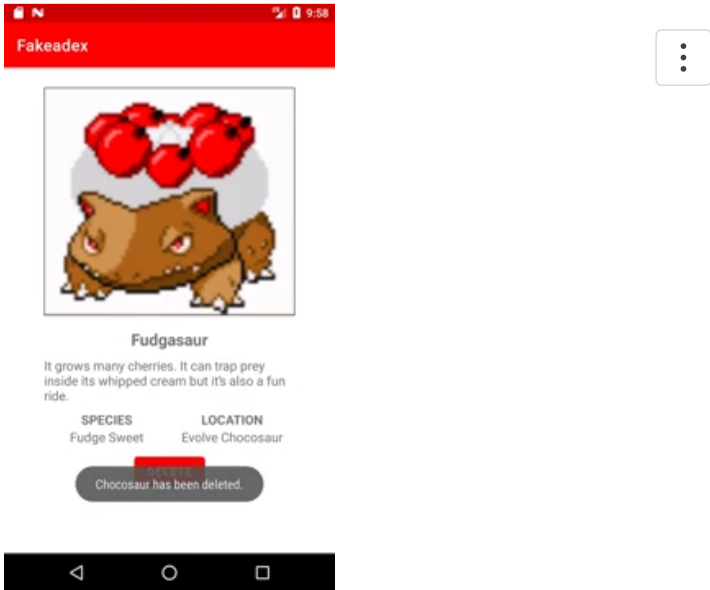 9:58
Fakeadex
Fudgasaur
It grows many cherries. It can trap prey
inside its whipped cream but it's also a fun
ride.
SPECIES LOCATION
Fudge Sweet Evolve Chocosaur
DELETE
Chocosaur has been deleted.